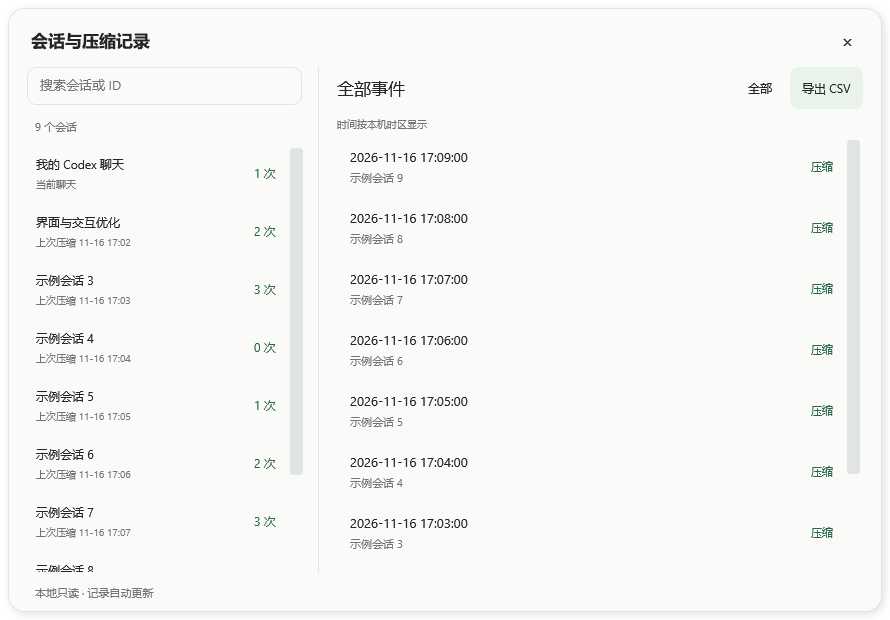 会话与压缩记录
×
搜索会话或 ID
9 个会话
我的 Codex 聊天
当前聊天
1 次
界面与交互优化
上次压缩 11-16 17:02
2 次
示例会话 3
上次压缩 11-16 17:03
3 次
示例会话 4
上次压缩 11-16 17:04
0 次
示例会话 5
上次压缩 11-16 17:05
1 次
示例会话 6
上次压缩 11-16 17:06
2 次
示例会话 7
上次压缩 11-16 17:07
3 次
示例会话 8
本地只读 · 记录自动更新
全部事件
全部
导出 CSV
时间按本机时区显示
2026-11-16 17:09:00
示例会话 9
压缩
2026-11-16 17:08:00
示例会话 8
压缩
2026-11-16 17:07:00
示例会话 7
压缩
2026-11-16 17:06:00
示例会话 6
压缩
2026-11-16 17:05:00
示例会话 5
压缩
2026-11-16 17:04:00
示例会话 4
压缩
2026-11-16 17:03:00
示例会话 3
压缩